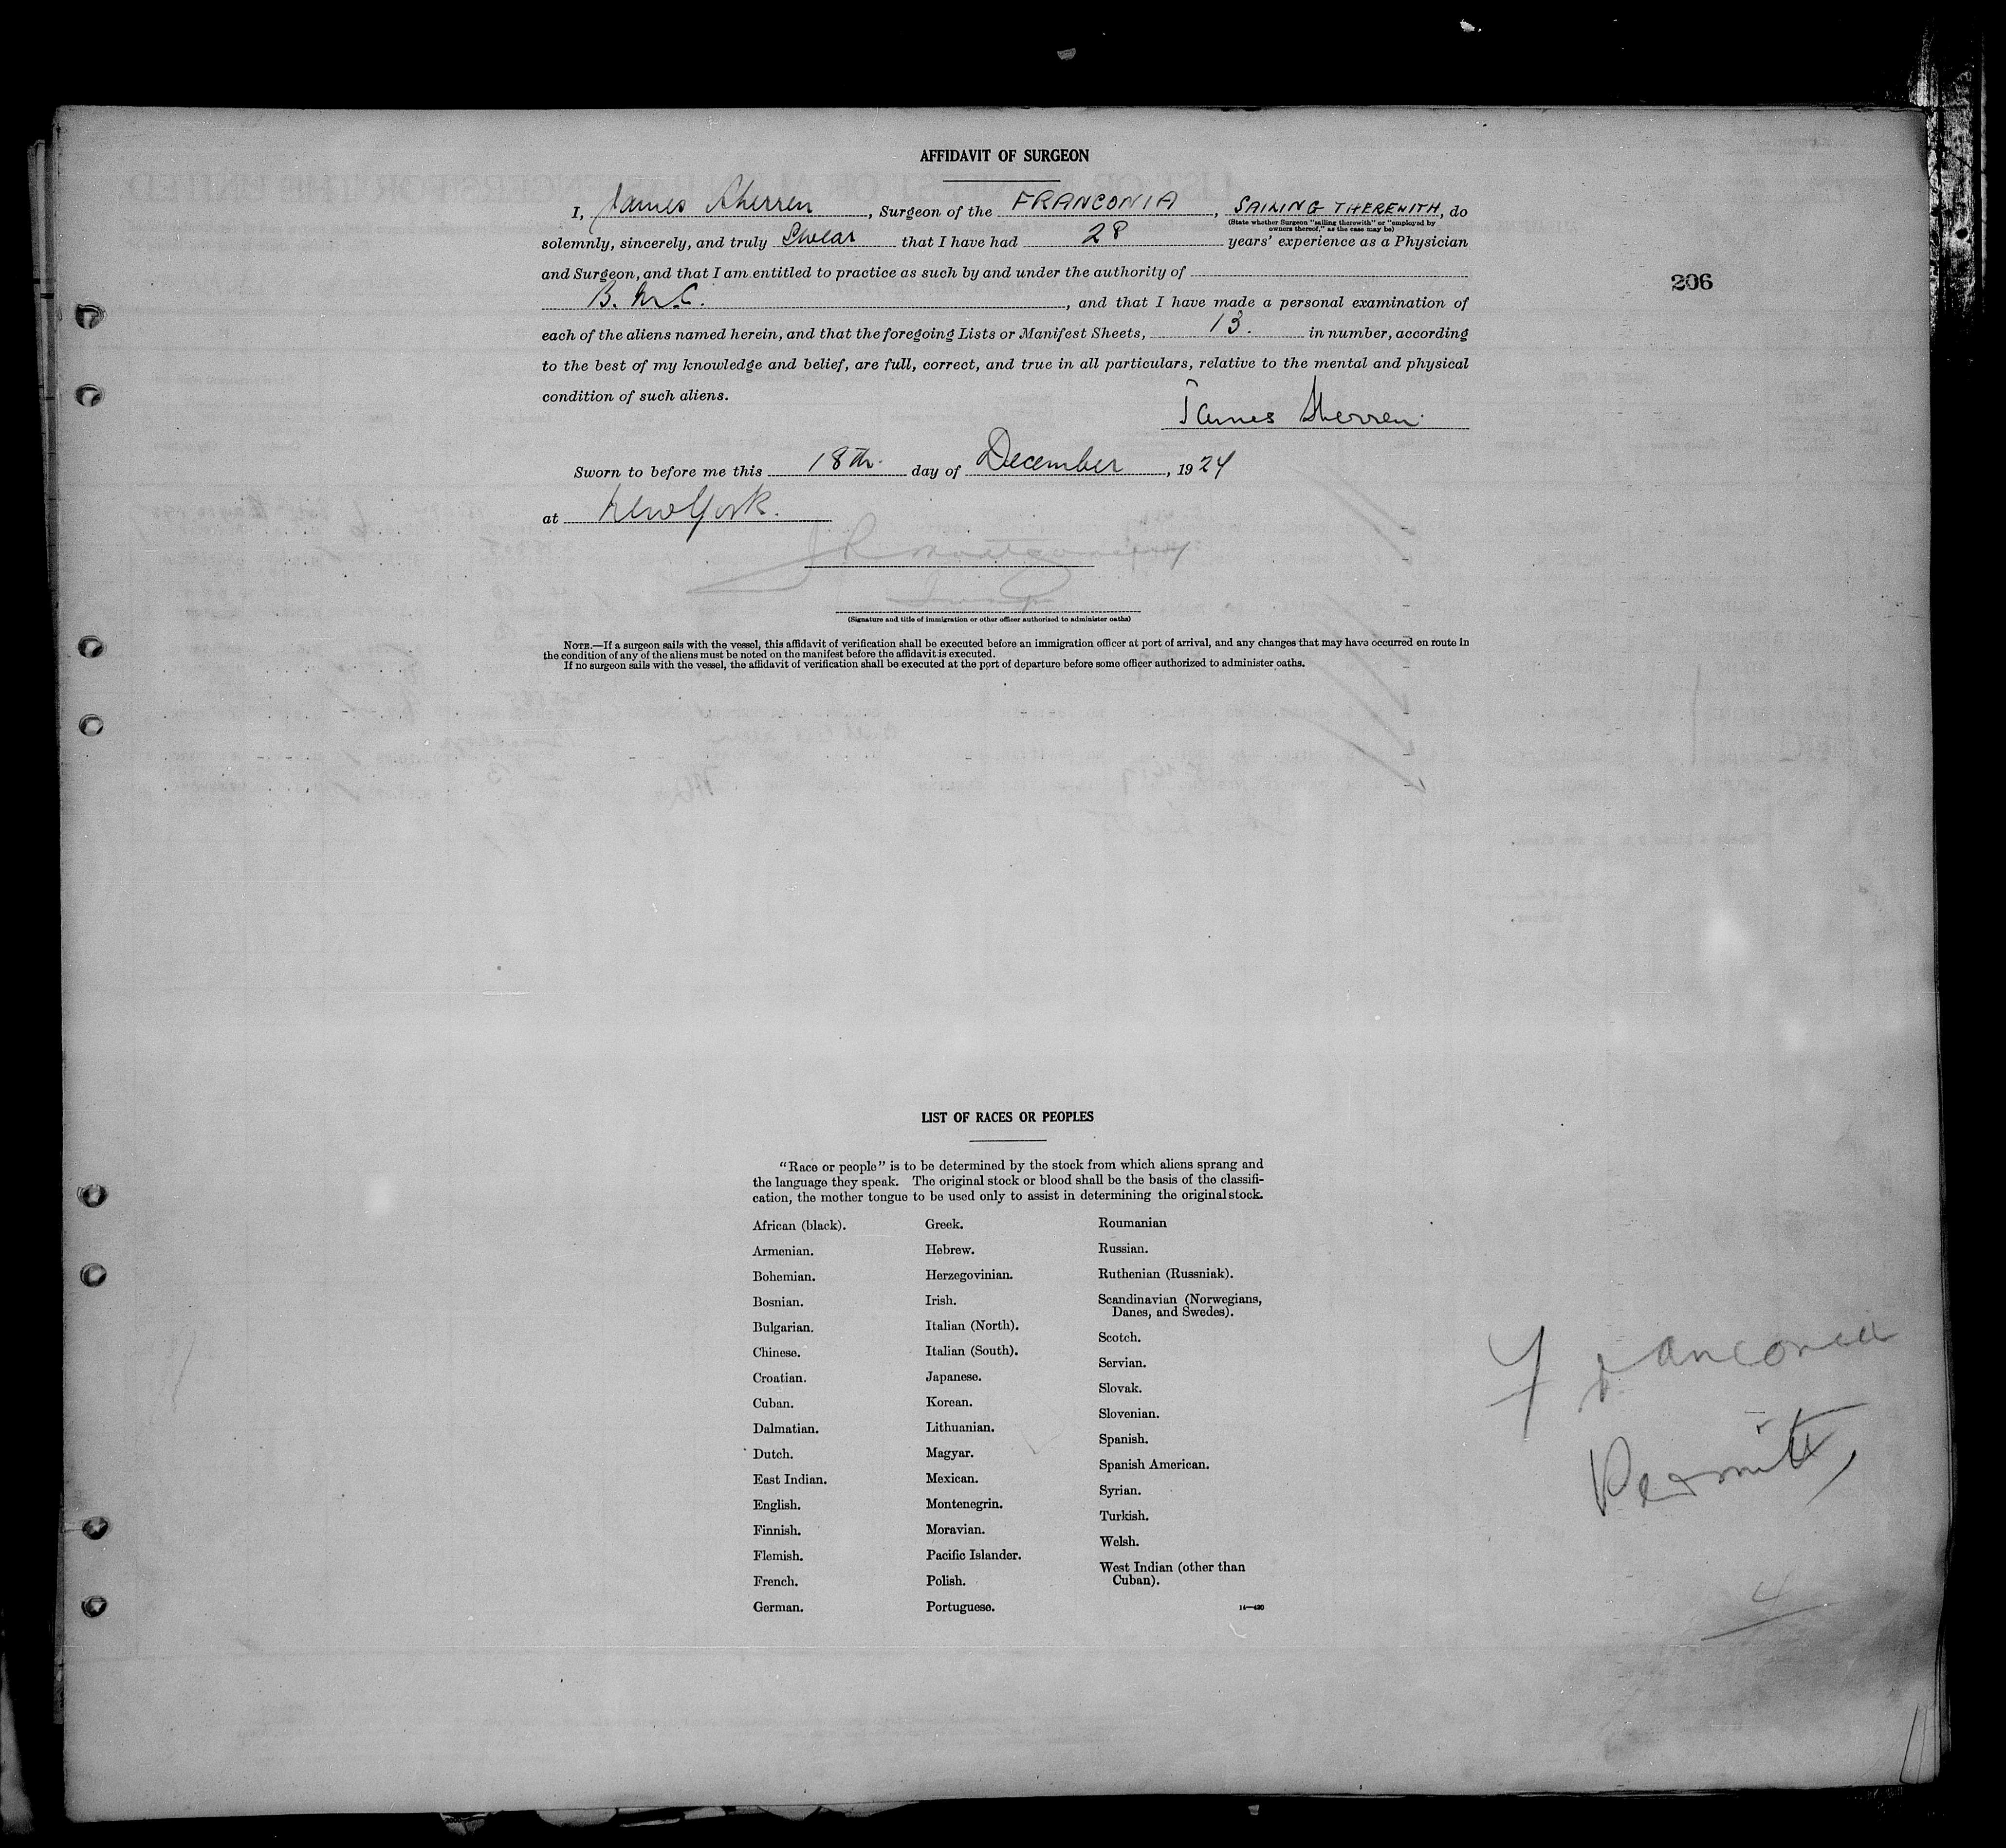 AFFIDAVIT OF SURGEON
I, James Sherren, Surgeon of the FRANCONIA, SAILING THEREWITH, do
(State whether Surgeon "sailing therewith" or "employed by
owners thereof," as the case may be)
solemnly, sincerely, and truly Swear that I have had 28 years' experience as a Physician
and Surgeon, and that I am entitled to practice as such by and under the authority of
B. M. C., and that I have made a personal examination of
each of the aliens named herein, and that the foregoing Lists or Manifest Sheets, 13. in number, according
to the best of my knowledge and belief, are full, correct, and true in all particulars, relative to the mental and physical
condition of such aliens.
James Sherren.
206
Sworn to before me this 18th. day of December, 1924
at New York.
J R Montgomery
(Signature and title of immigration or other officer authorized to administer oaths)
NOTE.—If a surgeon sails with the vessel, this affidavit of verification shall be executed before an immigration officer at port of arrival, and any changes that may have occurred en route in
the condition of any of the aliens must be noted on the manifest before the affidavit is executed.
If no surgeon sails with the vessel, the affidavit of verification shall be executed at the port of departure before some officer authorized to administer oaths.
LIST OF RACES OR PEOPLES
"Race or people" is to be determined by the stock from which aliens sprang and
the language they speak. The original stock or blood shall be the basis of the classifi-
cation, the mother tongue to be used only to assist in determining the original stock.
African (black).
Armenian.
Bohemian.
Bosnian.
Bulgarian.
Chinese.
Croatian.
Cuban.
Dalmatian.
Dutch.
East Indian.
English.
Finnish.
Flemish.
French.
German.
Greek.
Hebrew.
Herzegovinian.
Irish.
Italian (North).
Italian (South).
Japanese.
Korean.
Lithuanian.
Magyar.
Mexican.
Montenegrin.
Moravian.
Pacific Islander.
Polish.
Portuguese.
Roumanian
Russian.
Ruthenian (Russniak).
Scandinavian (Norwegians,
Danes, and Swedes).
Scotch.
Servian.
Slovak.
Slovenian.
Spanish.
Spanish American.
Syrian.
Turkish.
Welsh.
West Indian (other than
Cuban).
14—430
Franconia
Permitt
4